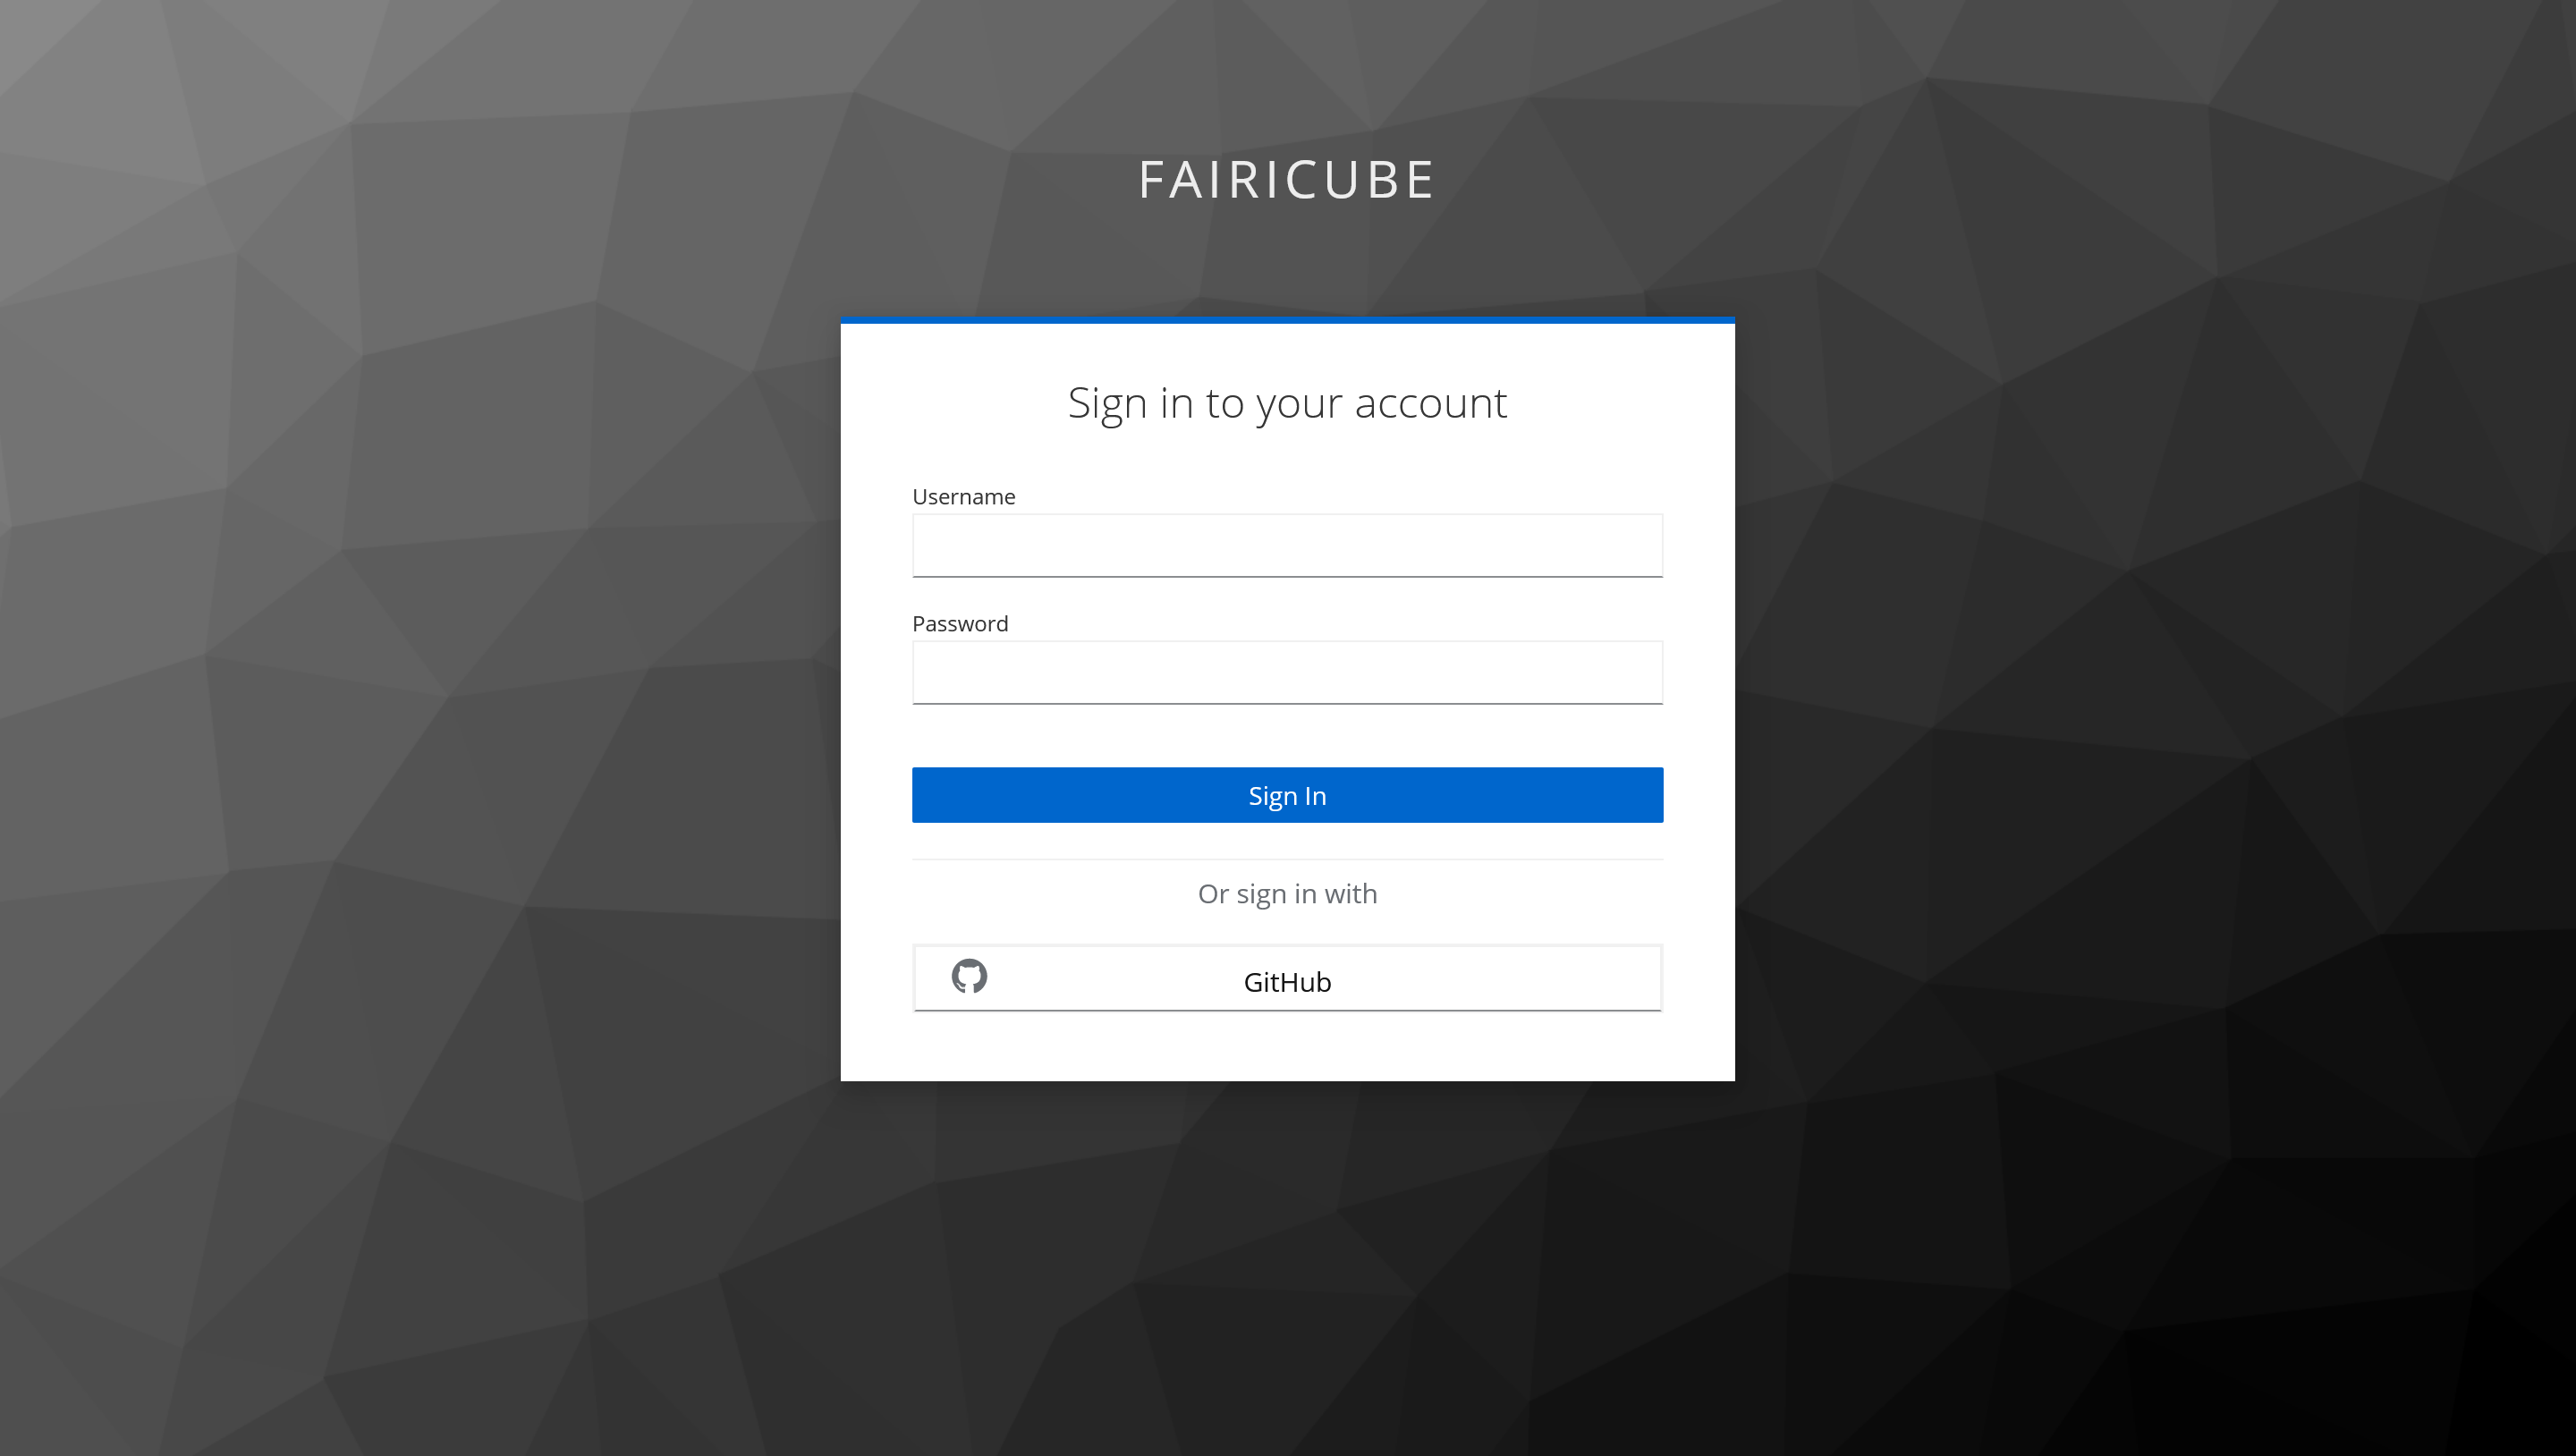 FAIRICUBE
Sign in to your account
Username
Password
Sign In
Or sign in with
GitHub